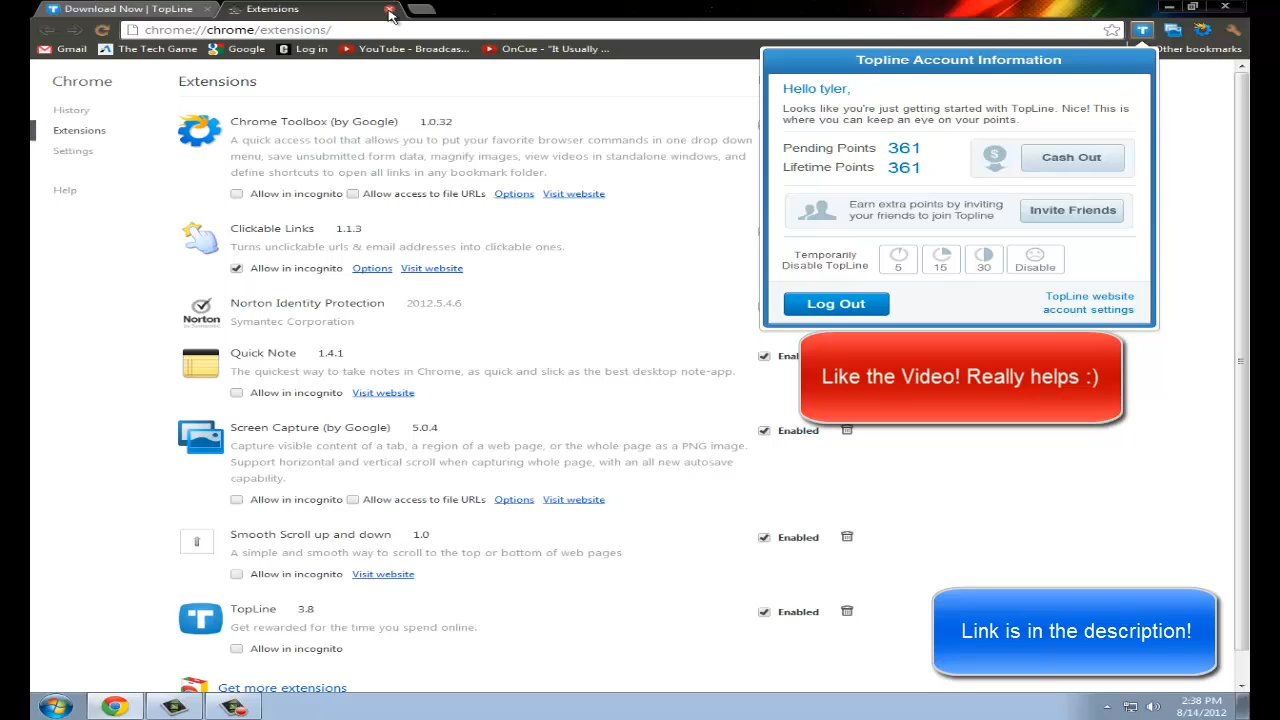 Download Now | TopLine
Extensions
chrome://chrome/extensions/
Gmail
The Tech Game
Google
Log in
YouTube - Broadcas...
OnCue - "It Usually ...
Other bookmarks
Chrome
History
Extensions
Settings
Help
Extensions
Chrome Toolbox (by Google) 1.0.32
A quick access tool that allows you to put your favorite browser commands in one drop down
menu, save unsubmitted form data, magnify images, view videos in standalone windows, and
define shortcuts to open all links in any bookmark folder.
Allow in incognito Allow access to file URLs Options Visit website
Clickable Links 1.1.3
Turns unclickable urls & email addresses into clickable ones.
Allow in incognito Options Visit website
Norton
by Symantec
Norton Identity Protection 2012.5.4.6
Symantec Corporation
Quick Note 1.4.1
The quickest way to take notes in Chrome, as quick and slick as the best desktop note-app.
Allow in incognito Visit website
Screen Capture (by Google) 5.0.4
Enabled
Capture visible content of a tab, a region of a web page, or the whole page as a PNG image.
Support horizontal and vertical scroll when capturing whole page, with an all new autosave
capability.
Allow in incognito Allow access to file URLs Options Visit website
Smooth Scroll up and down 1.0
Enabled
A simple and smooth way to scroll to the top or bottom of web pages
Allow in incognito Visit website
T
TopLine 3.8
Enabled
Get rewarded for the time you spend online.
Allow in incognito
Get more extensions
Topline Account Information
Hello tyler,
Looks like you're just getting started with TopLine. Nice! This is
where you can keep an eye on your points.
Pending Points 361
Lifetime Points 361
Cash Out
Earn extra points by inviting
your friends to join Topline
Invite Friends
Temporarily
Disable TopLine
5
15
30
Disable
Log Out
TopLine website
account settings
Like the Video! Really helps :)
Link is in the description!
2:38 PM
8/14/2012